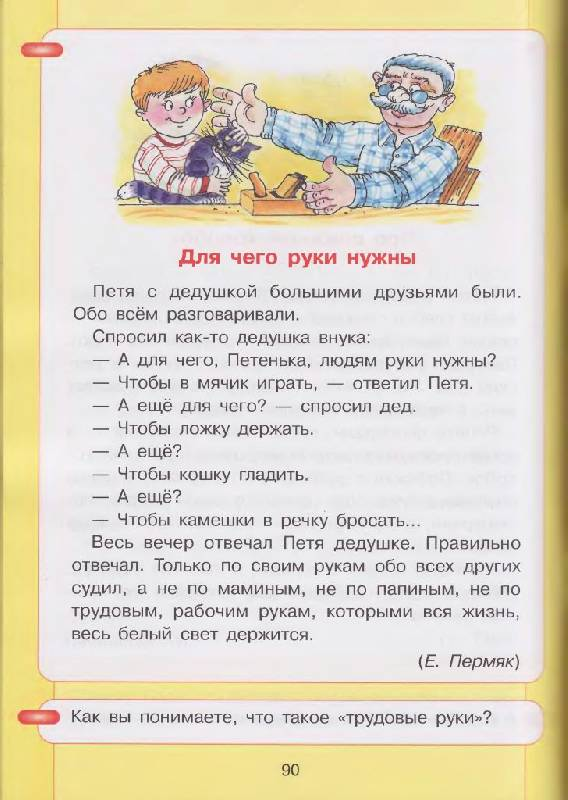 Для чего руки нужны
Петя с дедушкой большими друзьями были.
Обо всём разговаривали.
Спросил как-то дедушка внука:
— А для чего, Петенька, людям руки нужны?
— Чтобы в мячик играть, — ответил Петя.
— А ещё для чего? — спросил дед.
— Чтобы ложку держать.
— А ещё?
— Чтобы кошку гладить.
— А ещё?
— Чтобы камешки в речку бросать...
Весь вечер отвечал Петя дедушке. Правильно
отвечал. Только по своим рукам обо всех других
судил, а не по маминым, не по папиным, не по
трудовым, рабочим рукам, которыми вся жизнь,
весь белый свет держится.
(Е. Пермяк)
Как вы понимаете, что такое «трудовые руки»?
90